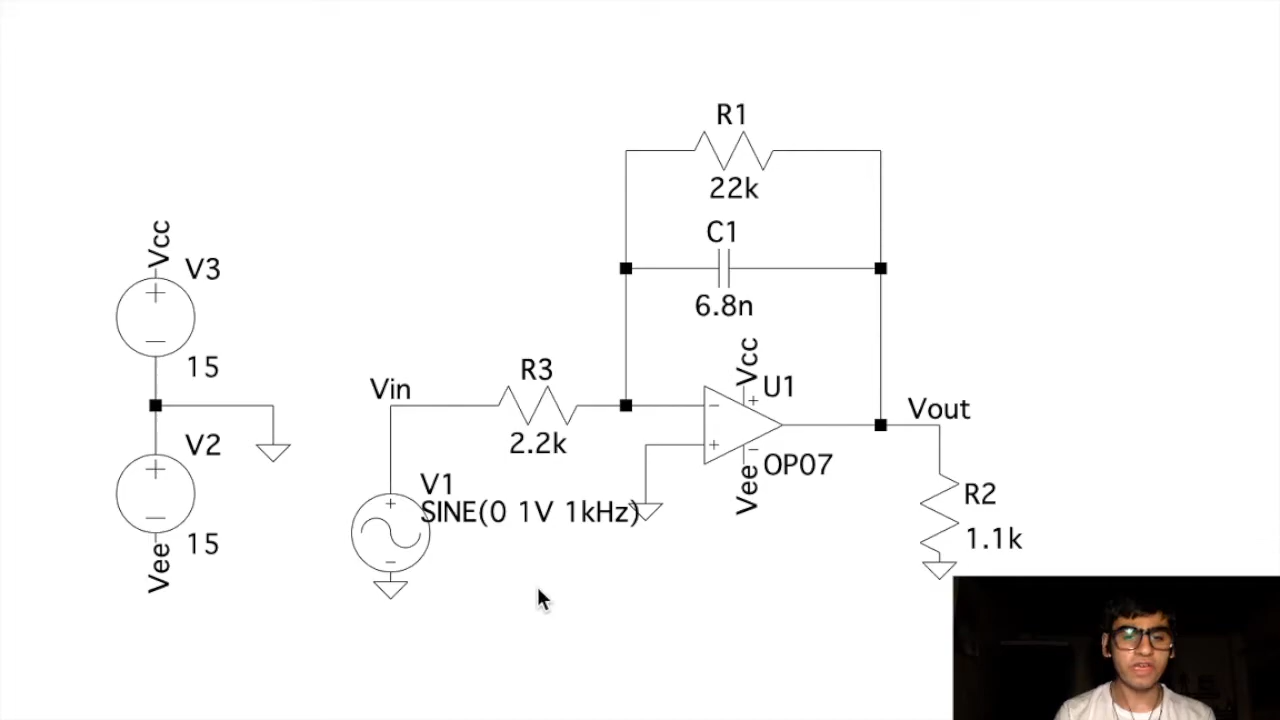 R1
22k
C1
6.8n
Vcc
V3
15
V2
15
Vee
Vin
R3
2.2k
V1
SINE(0 1V 1kHz)
Vcc
U1
+
−
−
+
OP07
Vee
Vout
R2
1.1k